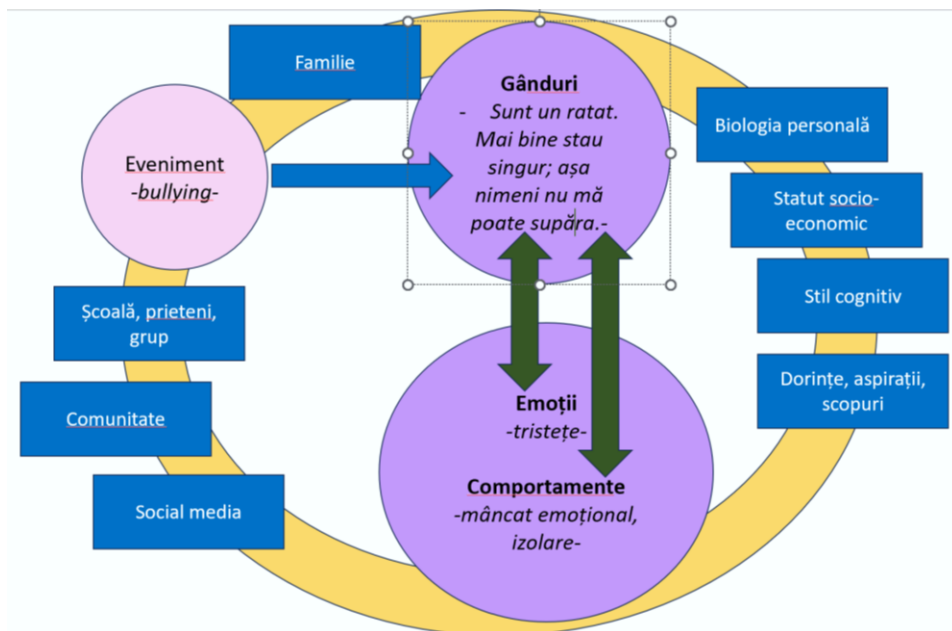 Familie
Gânduri
- Sunt un ratat.
Mai bine stau
singur; așa
nimeni nu mă
poate supăra.-
Biologia personală
Eveniment
-bullying-
Statut socio-
economic
Școală, prieteni,
grup
Stil cognitiv
Comunitate
Dorințe, aspirații,
scopuri
Emoții
-tristețe-
Social media
Comportamente
-mâncat emoțional,
izolare-